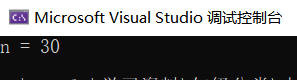 Microsoft Visual Studio 调试控制台
n = 30